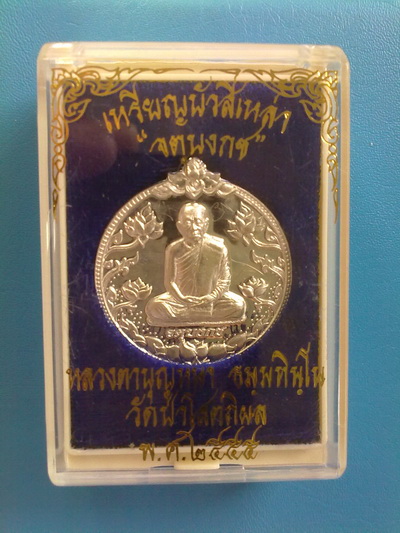 เหรียญบัวสี่เหล่า
"จตุบงกช"
หลวงตาบุญหนา ธมฺมทินฺโน
วัดป่าโสตถิผล
พ.ศ.๒๕๕๕